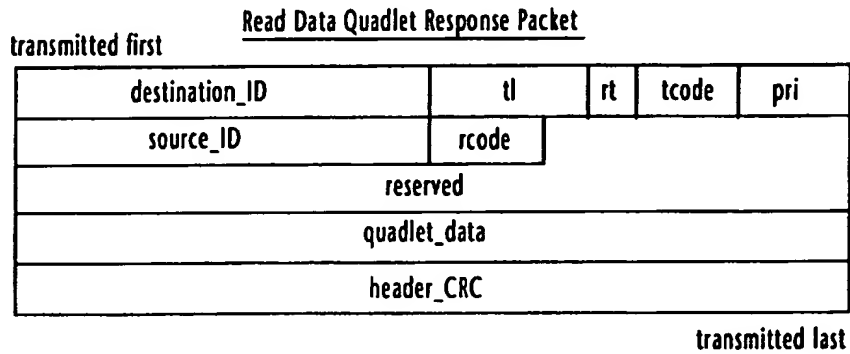 Read Data Quadlet Response Packet
transmitted first
destination_ID tl rt tcode pri
source_ID rcode
reserved
quadlet_data
header_CRC
transmitted last